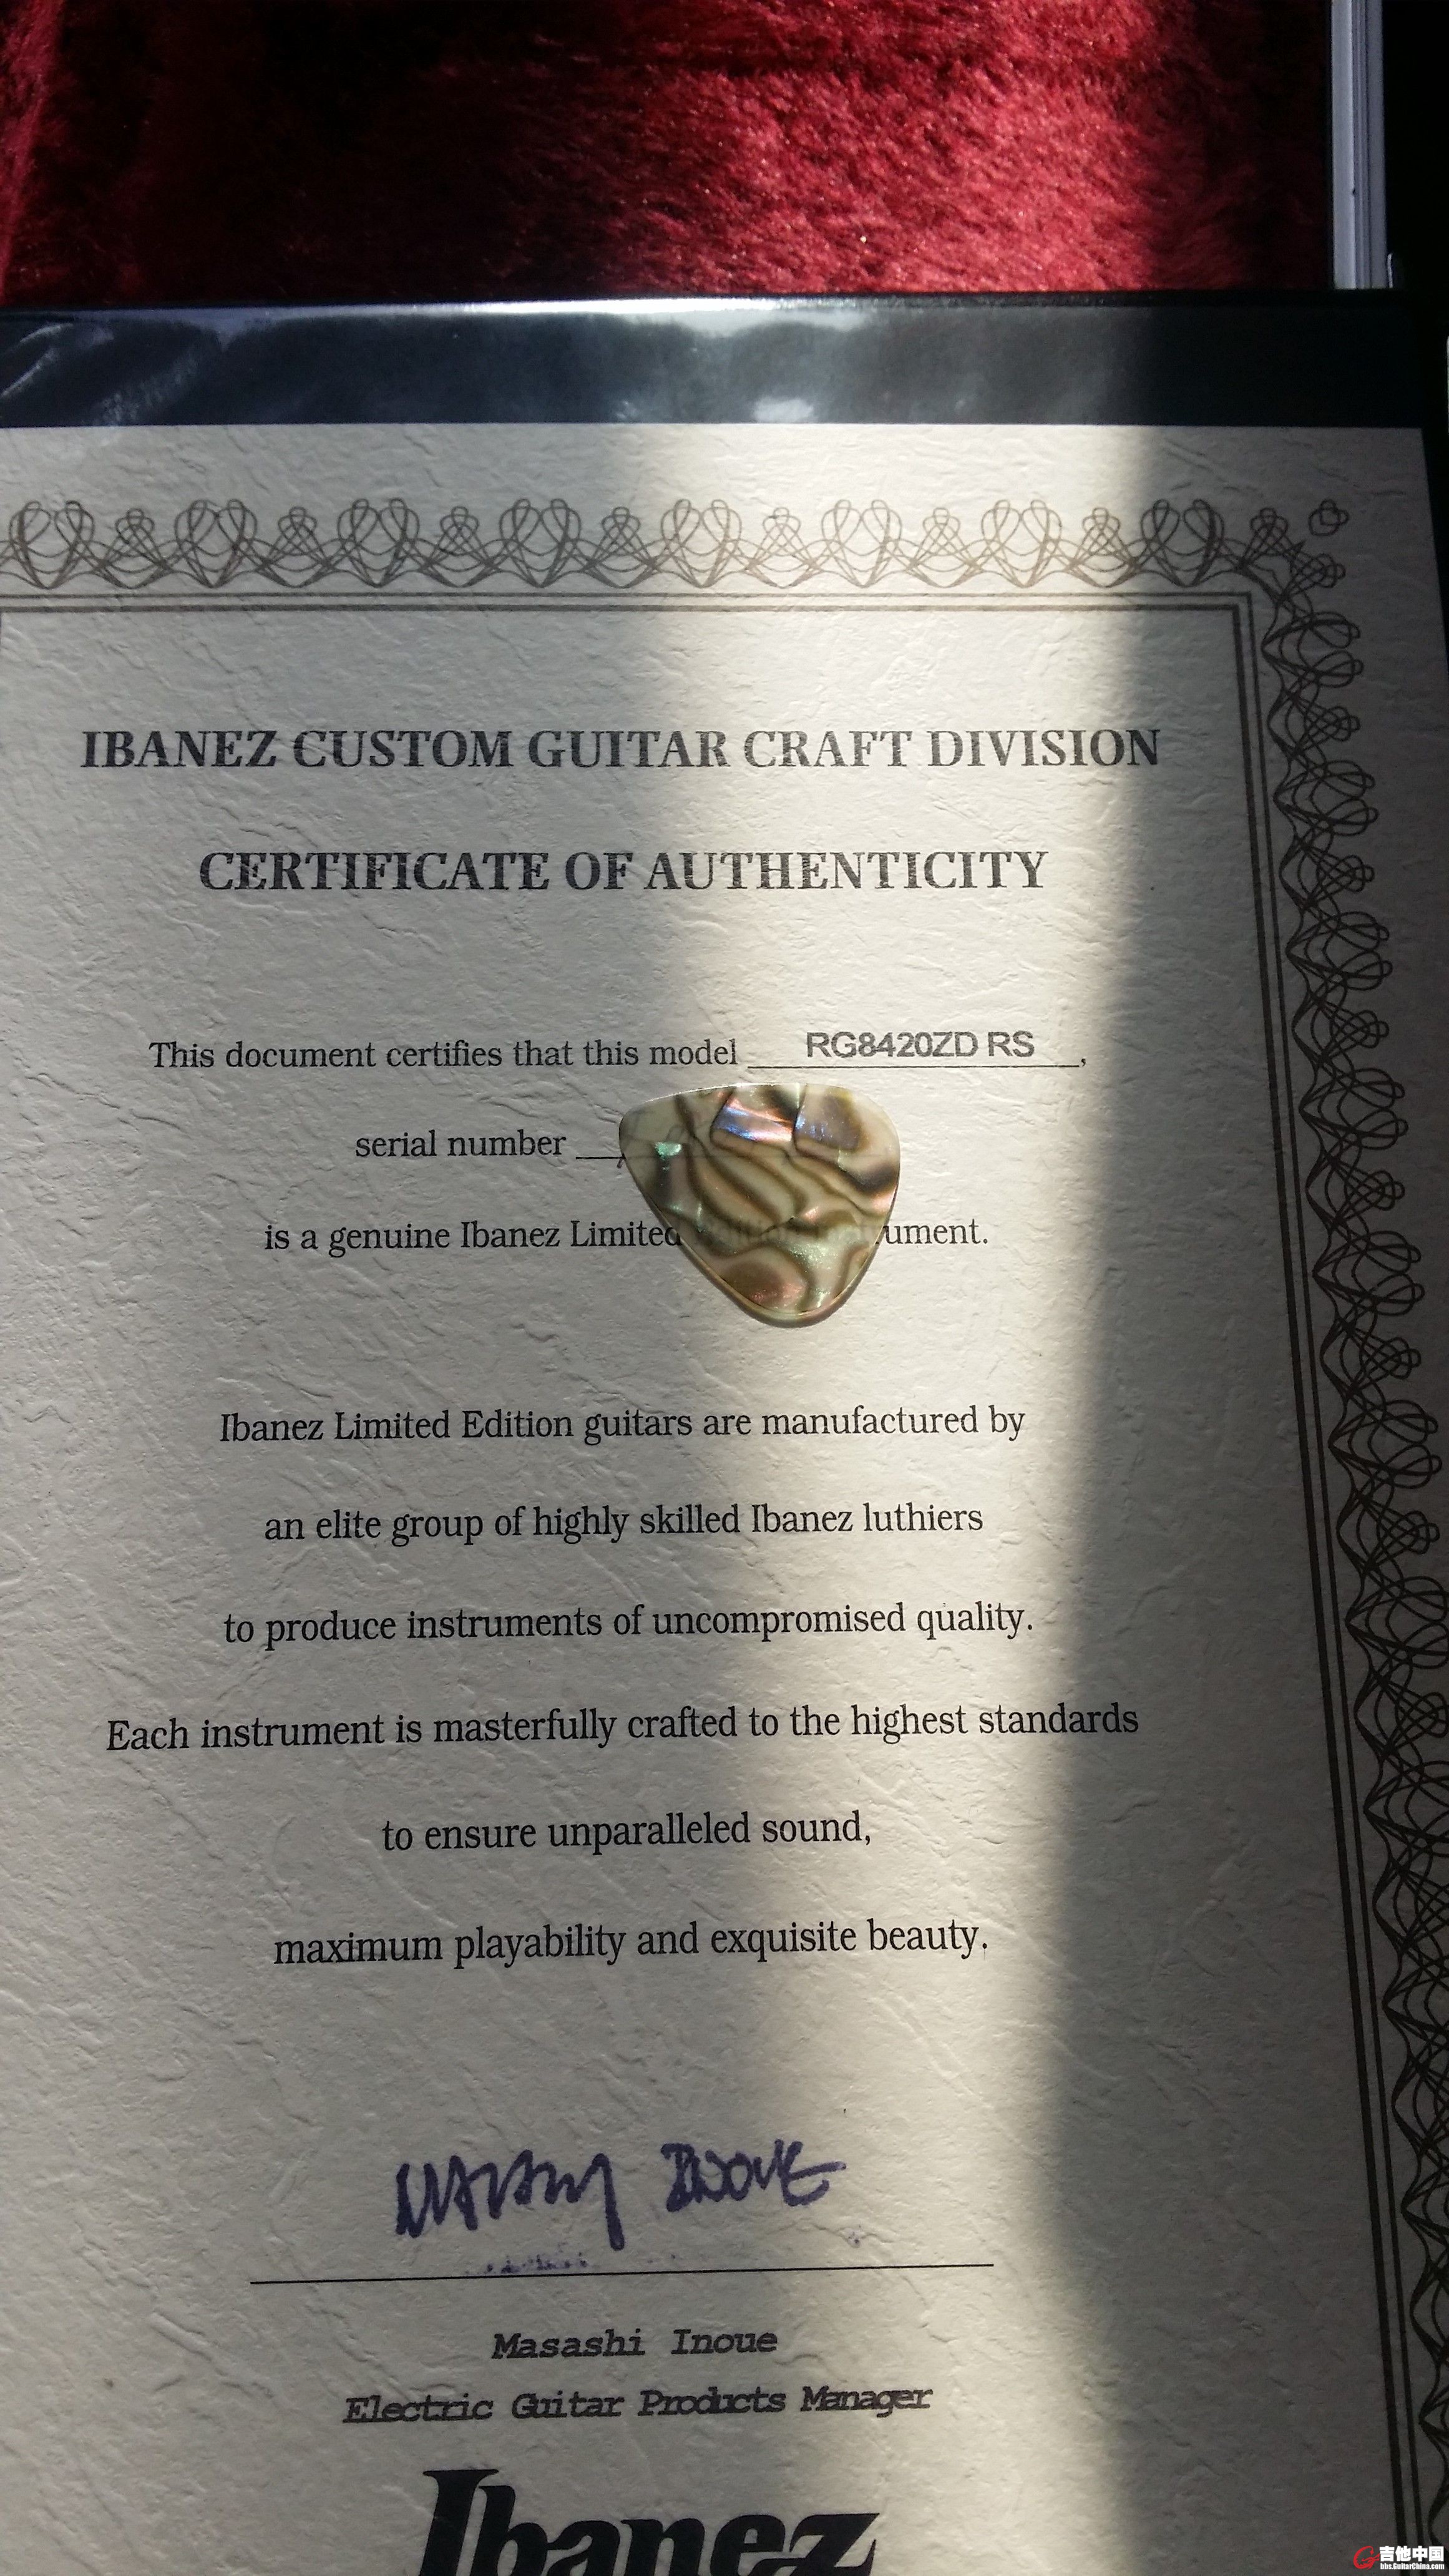 IBANEZ CUSTOM GUITAR CRAFT DIVISION
CERTIFICATE OF AUTHENTICITY
This document certifies that this model RG8420ZD RS,
serial number
is a genuine Ibanez Limited ument.
Ibanez Limited Edition guitars are manufactured by
an elite group of highly skilled Ibanez luthiers
to produce instruments of uncompromised quality.
Each instrument is masterfully crafted to the highest standards
to ensure unparalleled sound,
maximum playability and exquisite beauty.
Masashi Inoue
Electric Guitar Products Manager
Ibanez
吉他中国
bbs.GuitarChina.com